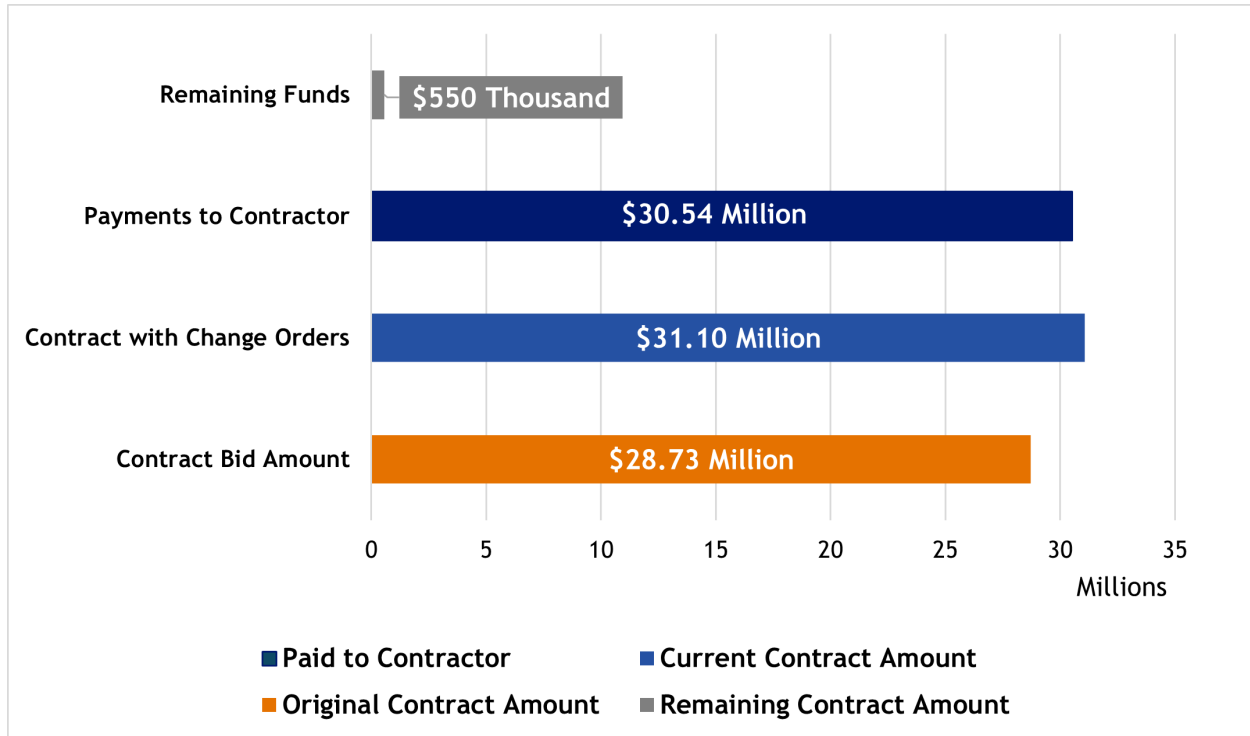 Remaining Funds
$550 Thousand
Payments to Contractor
$30.54 Million
Contract with Change Orders
$31.10 Million
Contract Bid Amount
$28.73 Million
0 5 10 15 20 25 30 35
Millions
Paid to Contractor Current Contract Amount
Original Contract Amount Remaining Contract Amount